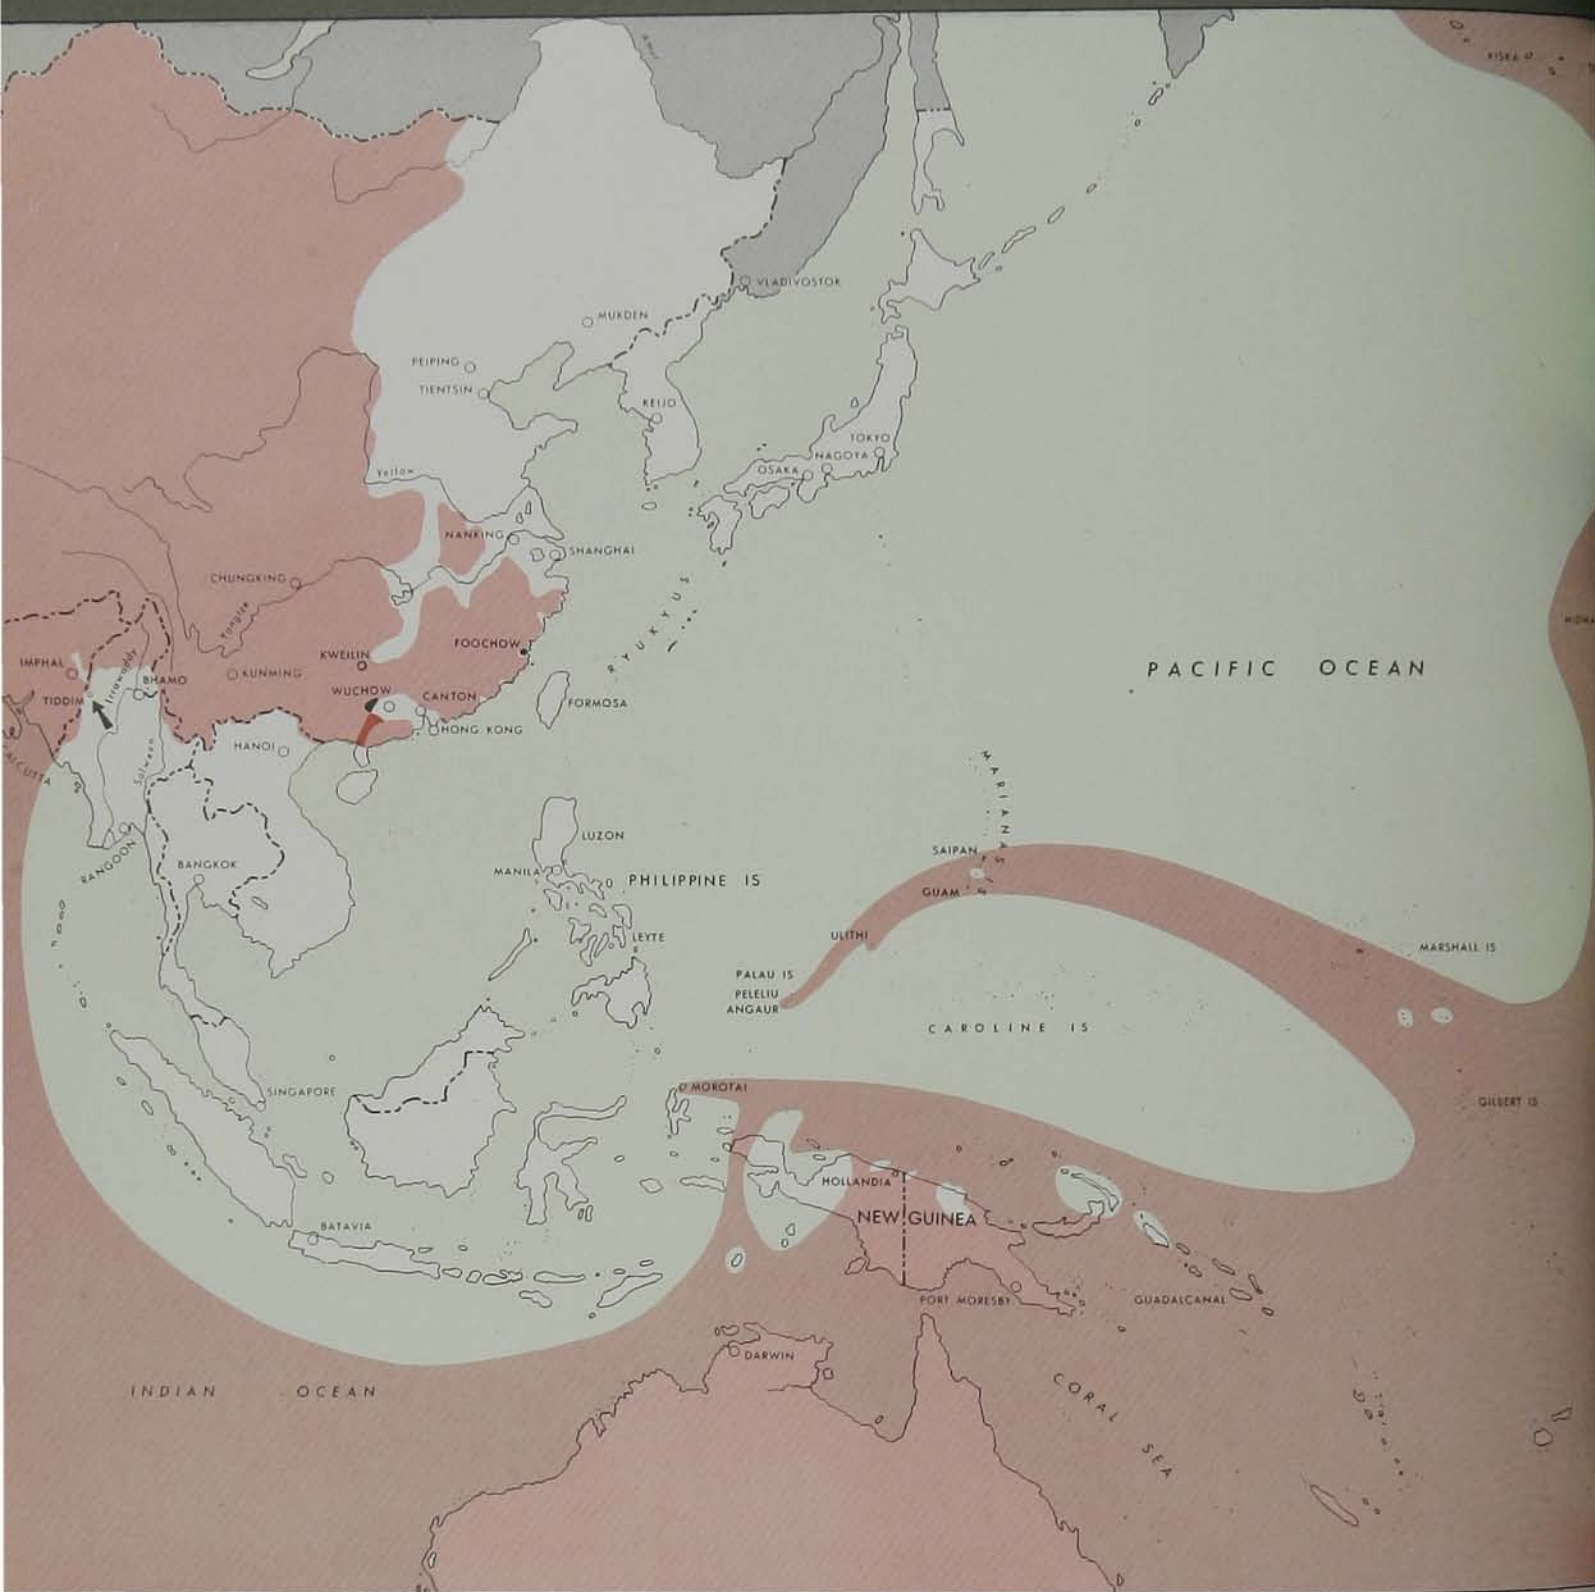 Amur
KISKA
VLADIVOSTOK
MUKDEN
PEIPING
TIENTSIN
KEIJO
TOKYO
NAGOYA
OSAKA
Yellow
NANKING
SHANGHAI
CHUNGKING
Yangtze
RYUKYUS
FOOCHOW
KWEILIN
IMPHAL
KUNMING
Irrawaddy
BHAMO
TIDDIM
WUCHOW
CANTON
FORMOSA
HONG KONG
HANOI
Salween
PACIFIC OCEAN
RANGOON
BANGKOK
LUZON
MANILA
PHILIPPINE IS
LEYTE
MARIANAS IS
SAIPAN
GUAM
ULITHI
PALAU IS
PELELIU
ANGAUR
MARSHALL IS
CAROLINE IS
SINGAPORE
MOROTAI
GILBERT IS
HOLLANDIA
NEW GUINEA
BATAVIA
PORT MORESBY
GUADALCANAL
DARWIN
INDIAN OCEAN
CORAL SEA